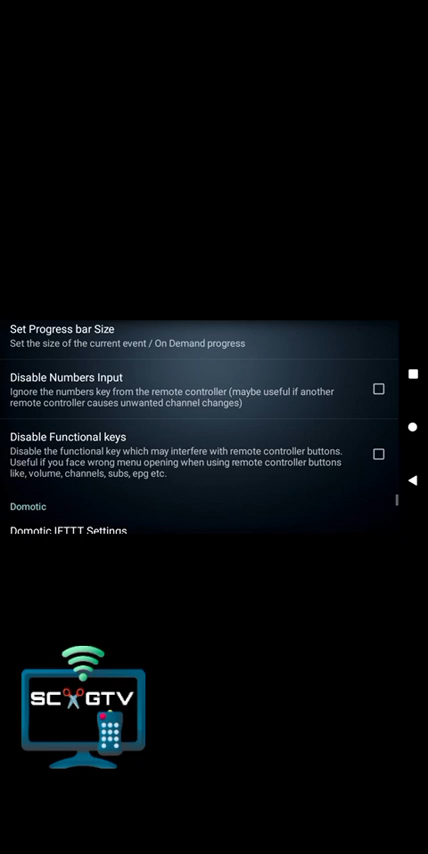 Set Progress bar Size
Set the size of the current event / On Demand progress
Disable Numbers Input
Ignore the numbers key from the remote controller (maybe useful if another
remote controller causes unwanted channel changes)
Disable Functional keys
Disable the functional key which may interfere with remote controller buttons.
Useful if you face wrong menu opening when using remote controller buttons
like, volume, channels, subs, epg etc.
Domotic
Domotic IFTTT Settings
SC GTV